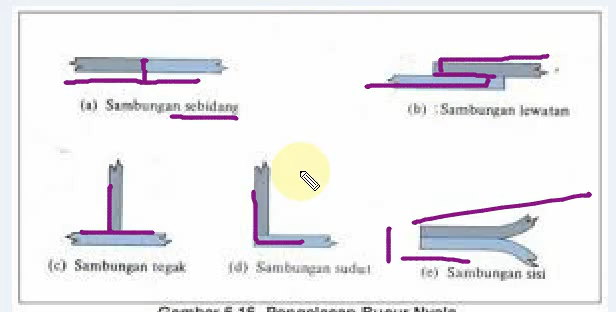 (a) Sambungan sebidang
(b) : Sambungan lewatan
(c) Sambungan tegak
(d) Sambungan sudut
(e) Sambungan sisi